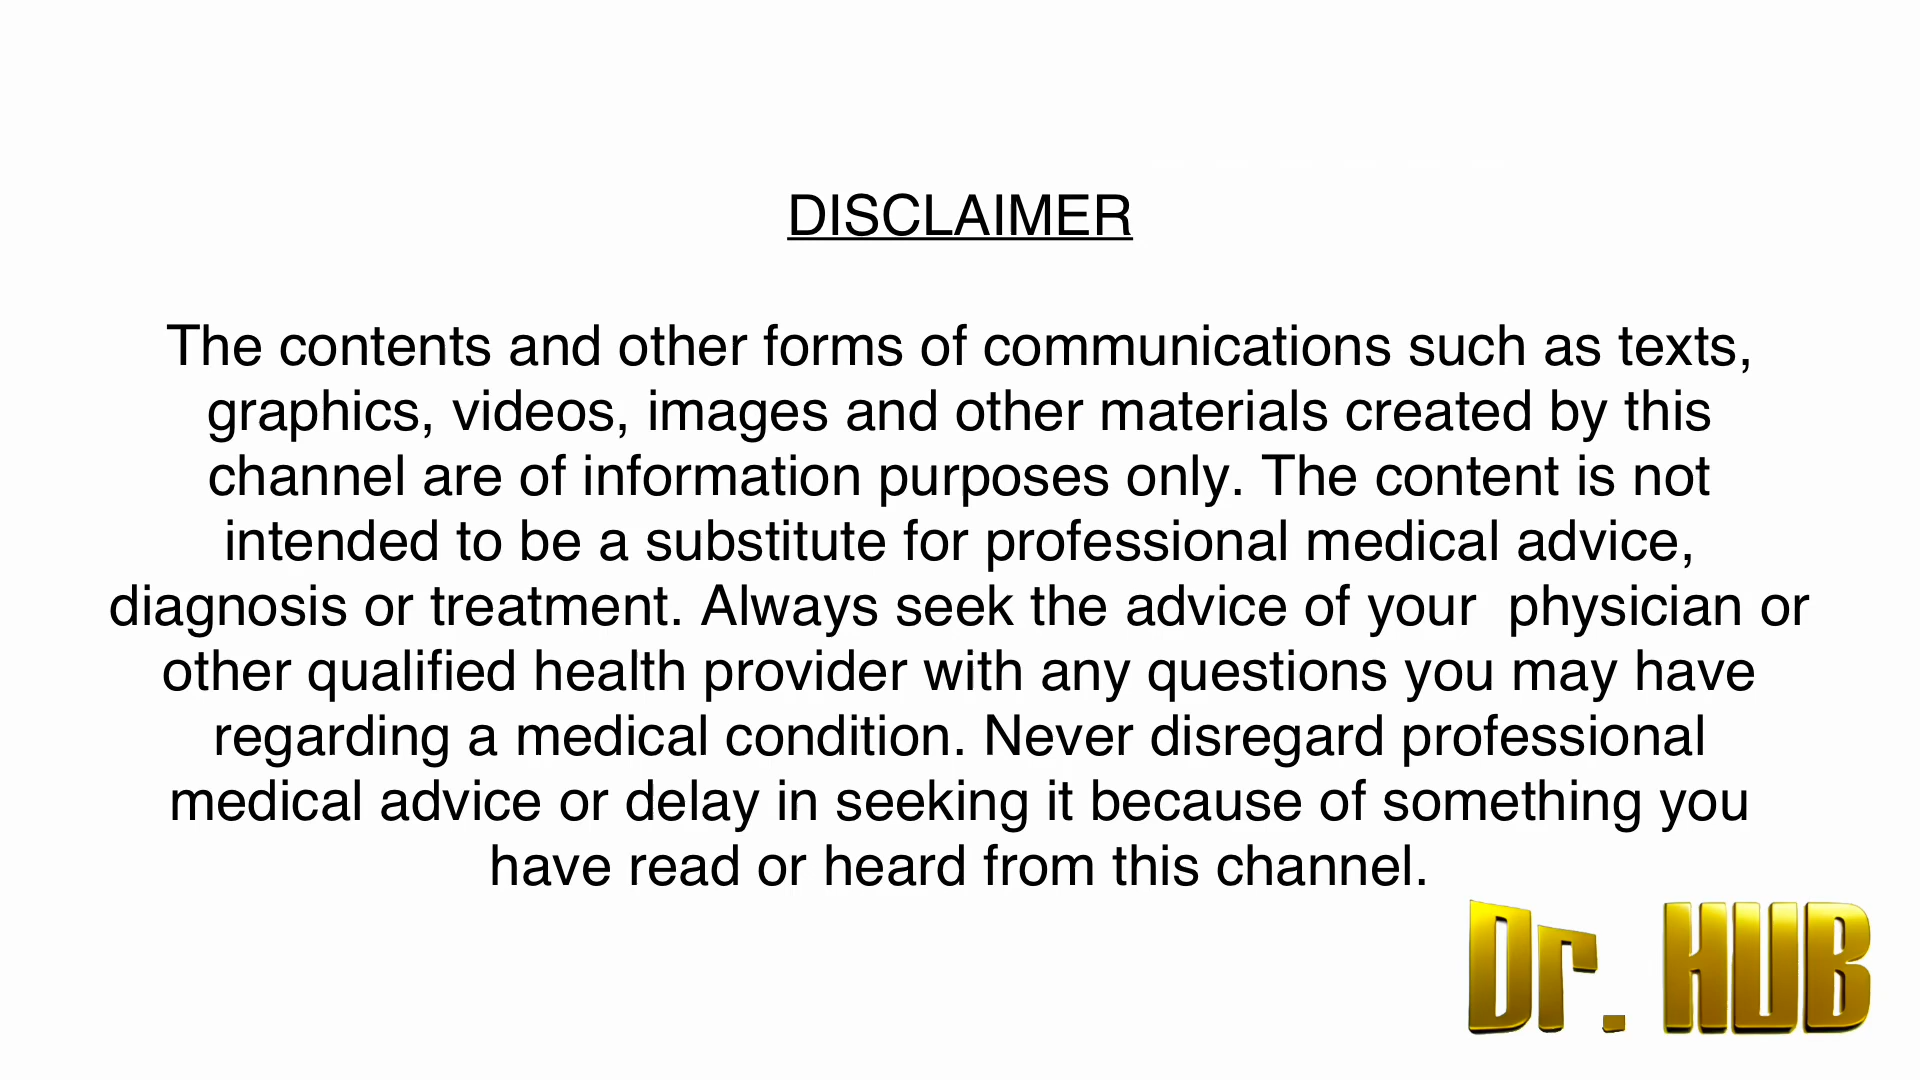 DISCLAIMER
The contents and other forms of communications such as texts,
graphics, videos, images and other materials created by this
channel are of information purposes only. The content is not
intended to be a substitute for professional medical advice,
diagnosis or treatment. Always seek the advice of your  physician or
other qualified health provider with any questions you may have
regarding a medical condition. Never disregard professional
medical advice or delay in seeking it because of something you
have read or heard from this channel.
Dr. HUB